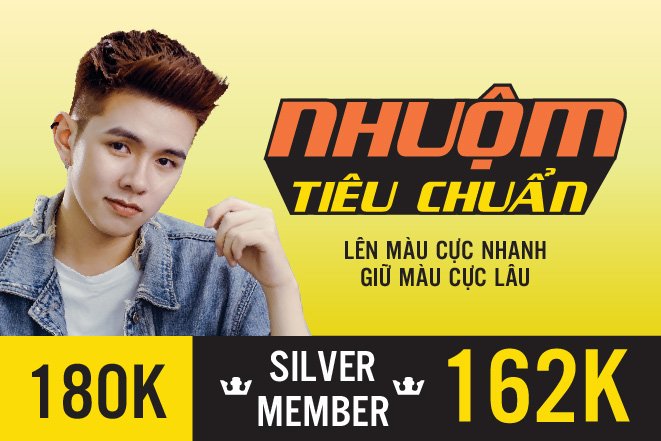 NHUỘM
TIÊU CHUẨN
LÊN MÀU CỰC NHANH
GIỮ MÀU CỰC LÂU
180K
SILVER
MEMBER
162K